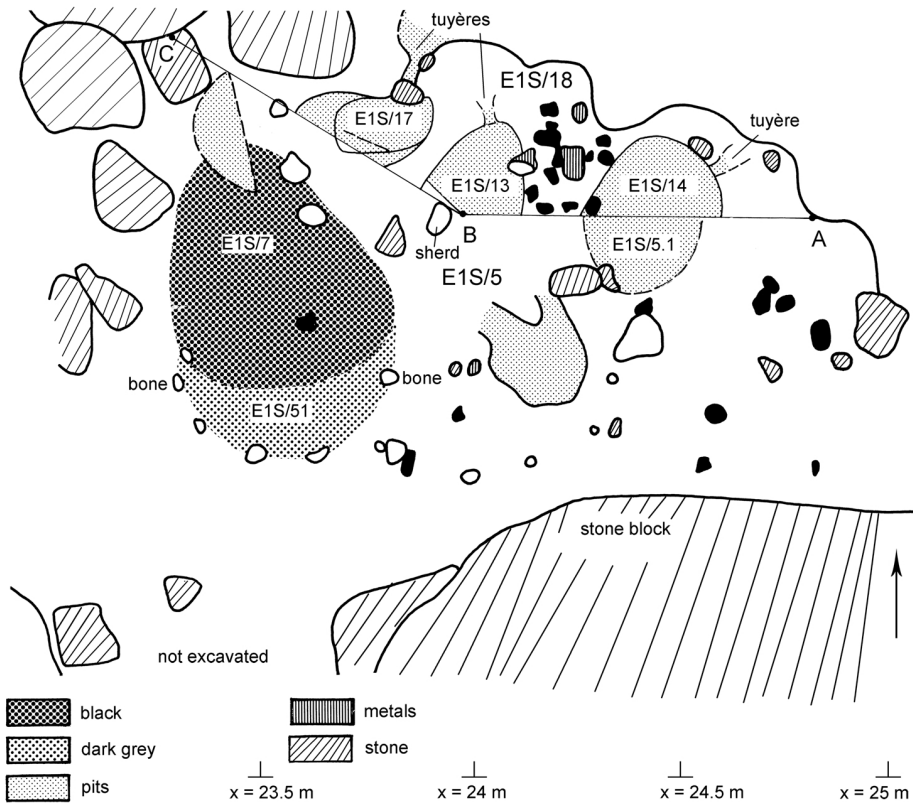 tuyères
C
E1S/18
E1S/17
tuyère
E1S/13
E1S/14
B
A
sherd
E1S/7
E1S/5.1
E1S/5
bone
bone
E1S/51
stone block
not excavated
black
metals
dark grey
stone
pits
x = 23.5 m
x = 24 m
x = 24.5 m
x = 25 m